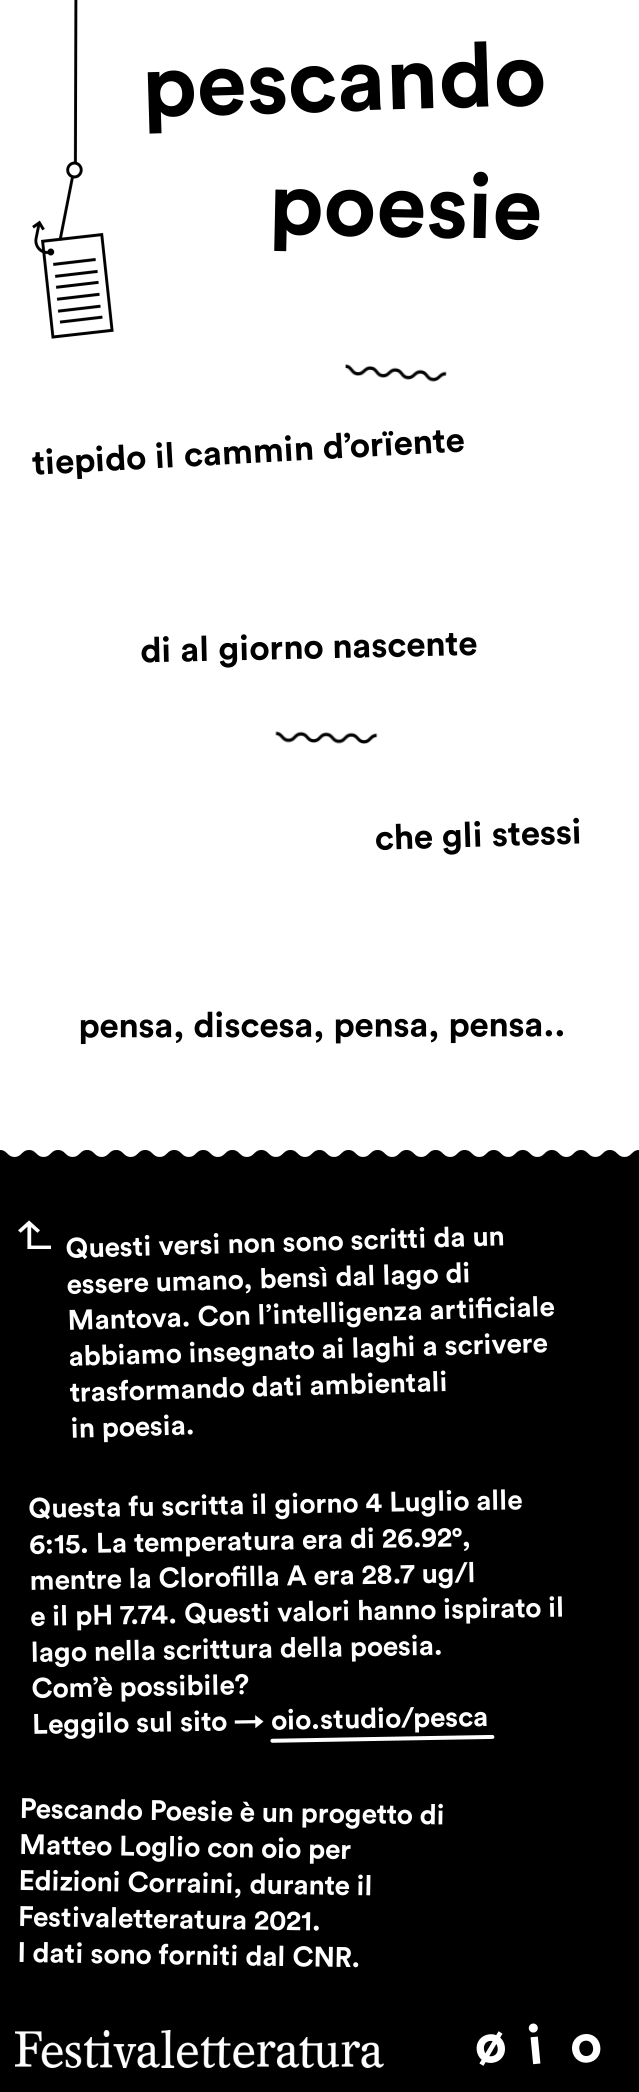 pescando
poesie
tiepido il cammin d’orïente
di al giorno nascente
che gli stessi
pensa, discesa, pensa, pensa..
Questi versi non sono scritti da un
essere umano, bensì dal lago di
Mantova. Con l’intelligenza artificiale
abbiamo insegnato ai laghi a scrivere
trasformando dati ambientali
in poesia.
Questa fu scritta il giorno 4 Luglio alle
6:15. La temperatura era di 26.92°,
mentre la Clorofilla A era 28.7 ug/l
e il pH 7.74. Questi valori hanno ispirato il
lago nella scrittura della poesia.
Com’è possibile?
Leggilo sul sito → oio.studio/pesca
Pescando Poesie è un progetto di
Matteo Loglio con oio per
Edizioni Corraini, durante il
Festivaletteratura 2021.
I dati sono forniti dal CNR.
Festivaletteratura ø i o